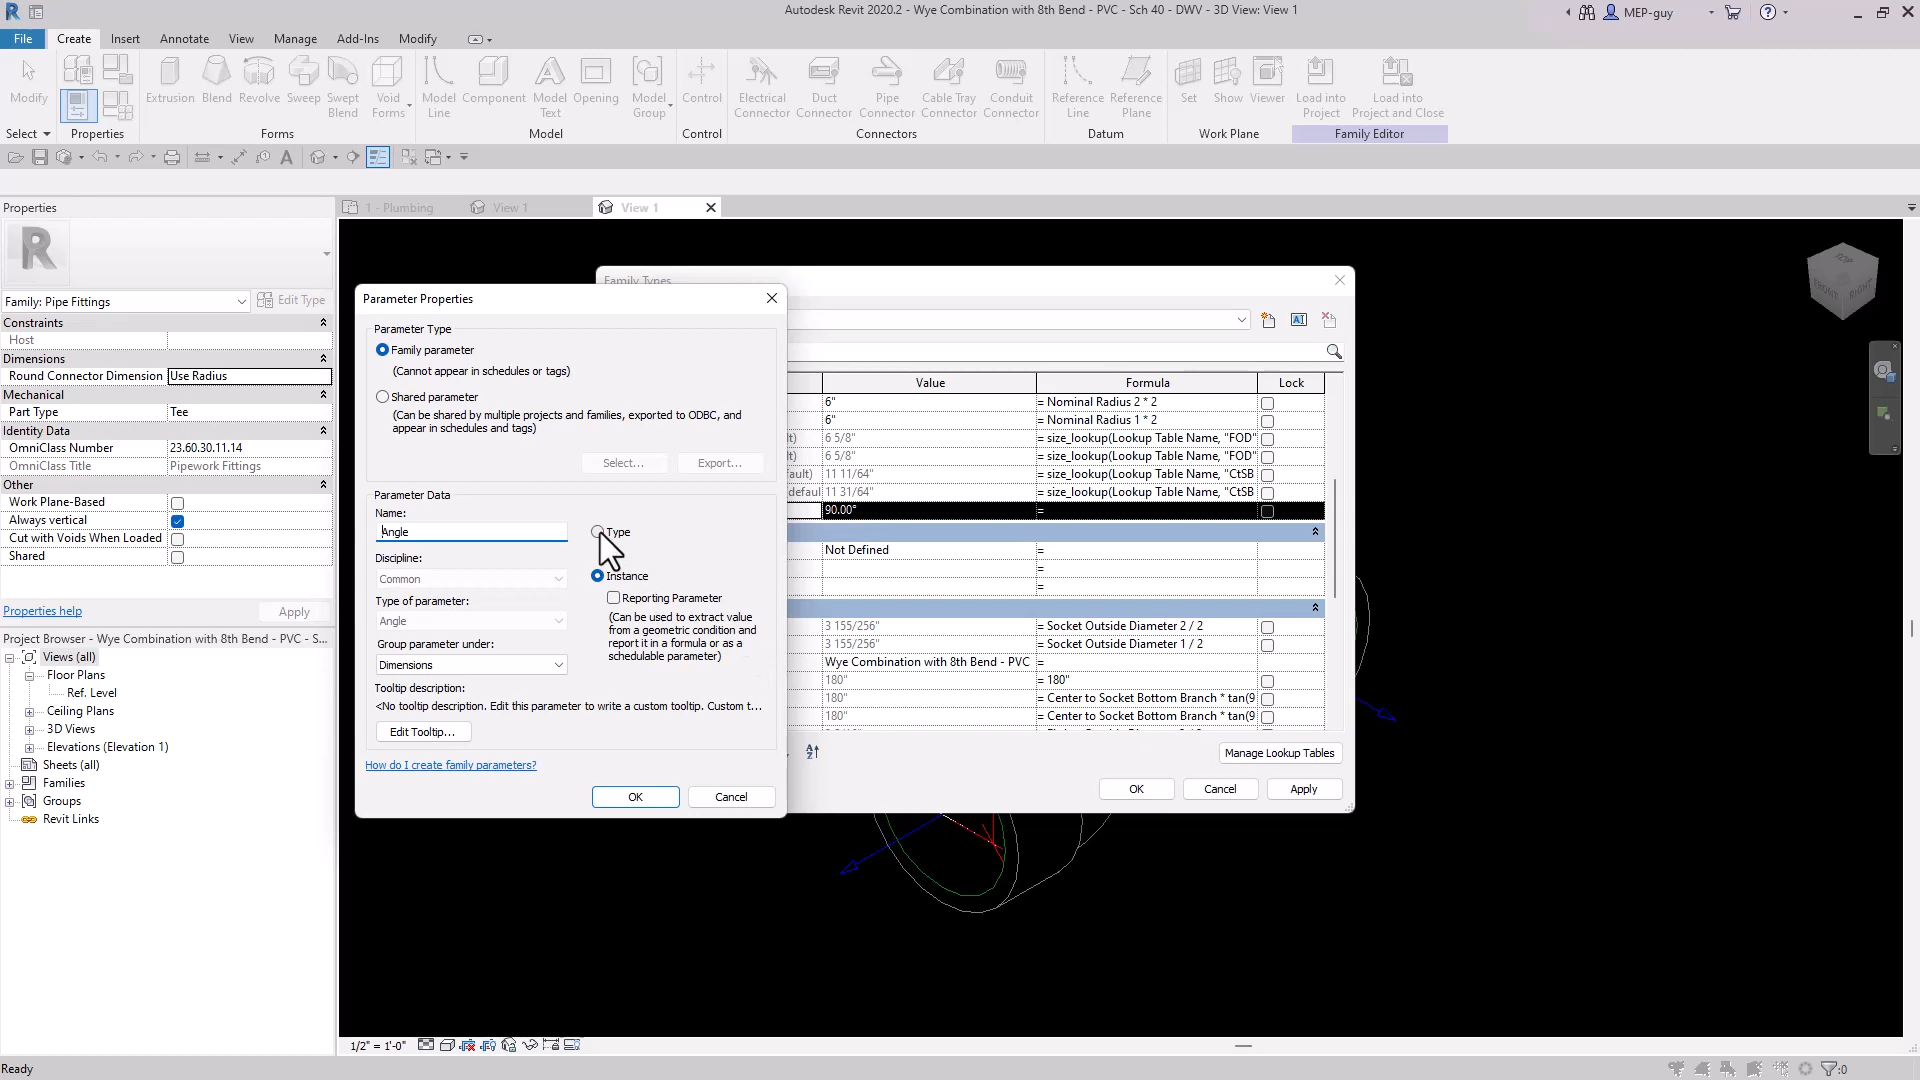 Autodesk Revit 2020.2 - Wye Combination with 8th Bend - PVC - Sch 40 - DWV - 3D View: View 1
MEP-guy
File Create Insert Annotate View Manage Add-Ins Modify
Modify
Extrusion Blend Revolve Sweep Swept Blend Void Forms
Model Line Component Model Text Opening Model Group
Control
Electrical Connector Duct Connector Pipe Connector Cable Tray Connector Conduit Connector
Reference Line Reference Plane
Set Show Viewer
Load into Project Load into Project and Close
Select Properties Forms Model Control Connectors Datum Work Plane Family Editor
Properties
1 - Plumbing View 1 View 1
Family: Pipe Fittings Edit Type
Constraints
Host
Dimensions
Round Connector Dimension Use Radius
Mechanical
Part Type Tee
Identity Data
OmniClass Number 23.60.30.11.14
OmniClass Title Pipework Fittings
Other
Work Plane-Based
Always vertical
Cut with Voids When Loaded
Shared
Properties help Apply
Project Browser - Wye Combination with 8th Bend - PVC - S...
Views (all)
Floor Plans
Ref. Level
Ceiling Plans
3D Views
Elevations (Elevation 1)
Sheets (all)
Families
Groups
Revit Links
Parameter Properties
Parameter Type
Family parameter
(Cannot appear in schedules or tags)
Shared parameter
(Can be shared by multiple projects and families, exported to ODBC, and
appear in schedules and tags)
Select... Export...
Parameter Data
Name:
Angle
Type
Discipline:
Common
Instance
Type of parameter:
Reporting Parameter
Angle
(Can be used to extract value
from a geometric condition and
report it in a formula or as a
schedulable parameter)
Group parameter under:
Dimensions
Tooltip description:
<No tooltip description. Edit this parameter to write a custom tooltip. Custom t...
Edit Tooltip...
How do I create family parameters?
OK Cancel
Family Types
Value Formula Lock
6" = Nominal Radius 2 * 2
6" = Nominal Radius 1 * 2
lt) 6 5/8" = size_lookup(Lookup Table Name, "FOD"
lt) 6 5/8" = size_lookup(Lookup Table Name, "FOD"
fault) 11 11/64" = size_lookup(Lookup Table Name, "CtSB
defaul 11 31/64" = size_lookup(Lookup Table Name, "CtSB
90.00° =
Not Defined =
=
=
3 155/256" = Socket Outside Diameter 2 / 2
3 155/256" = Socket Outside Diameter 1 / 2
Wye Combination with 8th Bend - PVC =
180" = 180"
180" = Center to Socket Bottom Branch * tan(9
180" = Center to Socket Bottom Branch * tan(9
Manage Lookup Tables
OK Cancel Apply
TOP
FRONT RIGHT
1/2" = 1'-0"
Ready
:0